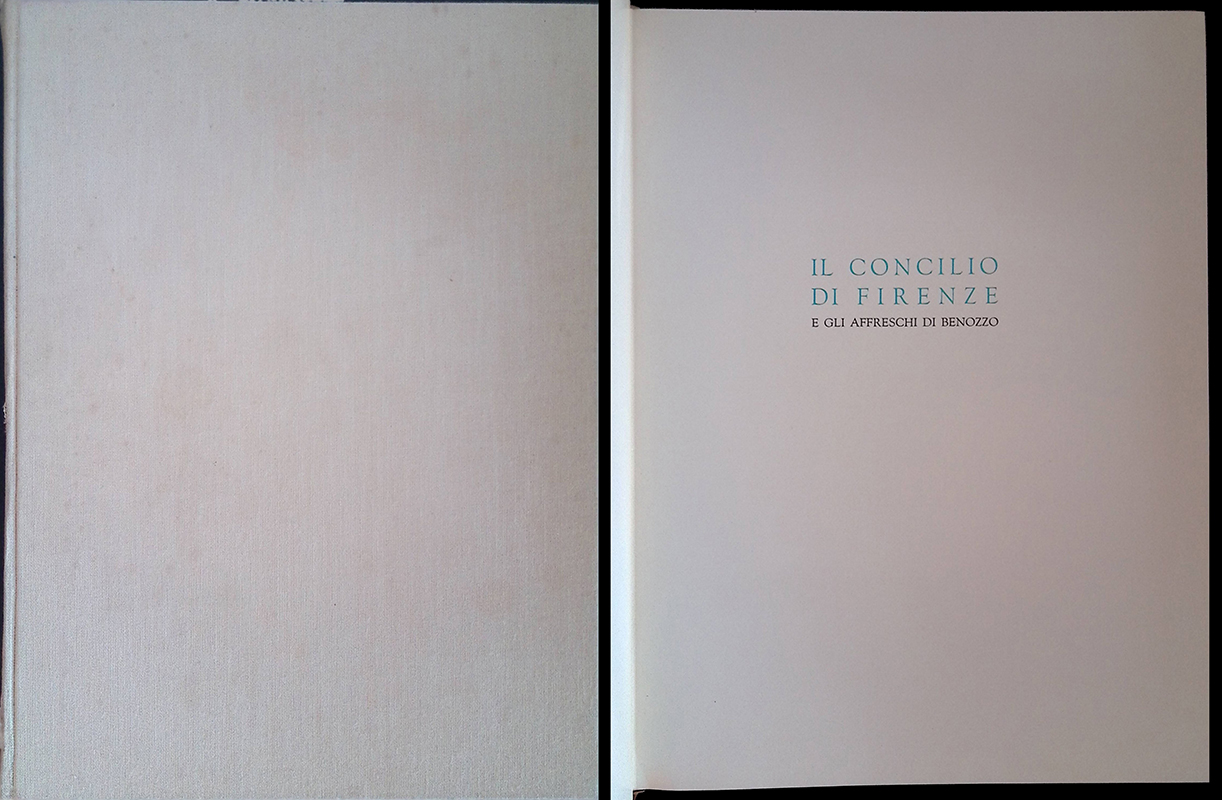 IL CONCILIO
DI FIRENZE
E GLI AFFRESCHI DI BENOZZO